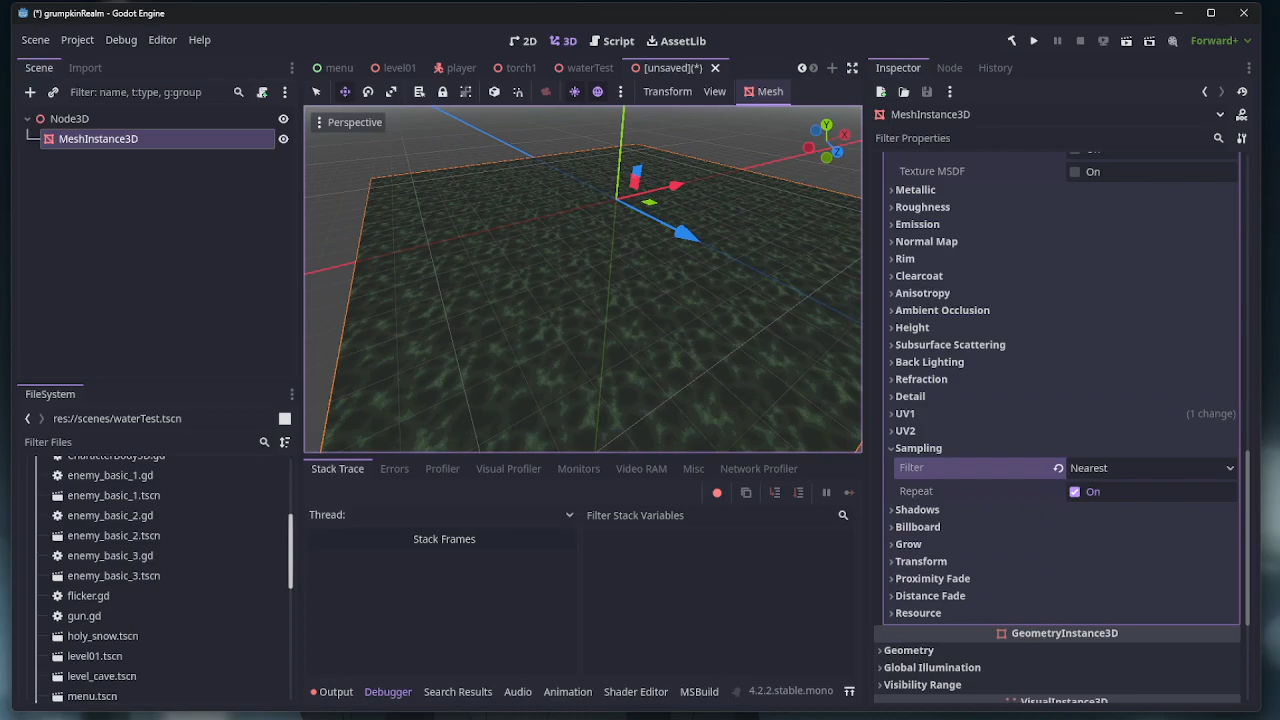 (*) grumpkinRealm - Godot Engine
Scene Project Debug Editor Help
2D 3D Script AssetLib
Forward+
Scene Import
menu level01 player torch1 waterTest [unsaved](*)
Inspector Node History
Filter: name, t:type, g:group
Transform View Mesh
Node3D
MeshInstance3D
Perspective
Y
X
Z
MeshInstance3D
Filter Properties
On
Texture MSDF On
Metallic
Roughness
Emission
Normal Map
Rim
Clearcoat
Anisotropy
Ambient Occlusion
Height
Subsurface Scattering
Back Lighting
Refraction
Detail
UV1 (1 change)
UV2
Sampling
Filter Nearest
Repeat On
Shadows
Billboard
Grow
Transform
Proximity Fade
Distance Fade
Resource
GeometryInstance3D
Geometry
Global Illumination
Visibility Range
VisualInstance3D
FileSystem
res://scenes/waterTest.tscn
Filter Files
CharacterBody3D.gd
enemy_basic_1.gd
enemy_basic_1.tscn
enemy_basic_2.gd
enemy_basic_2.tscn
enemy_basic_3.gd
enemy_basic_3.tscn
flicker.gd
gun.gd
holy_snow.tscn
level01.tscn
level_cave.tscn
menu.tscn
Stack Trace Errors Profiler Visual Profiler Monitors Video RAM Misc Network Profiler
Thread: Filter Stack Variables
Stack Frames
Output Debugger Search Results Audio Animation Shader Editor MSBuild 4.2.2.stable.mono